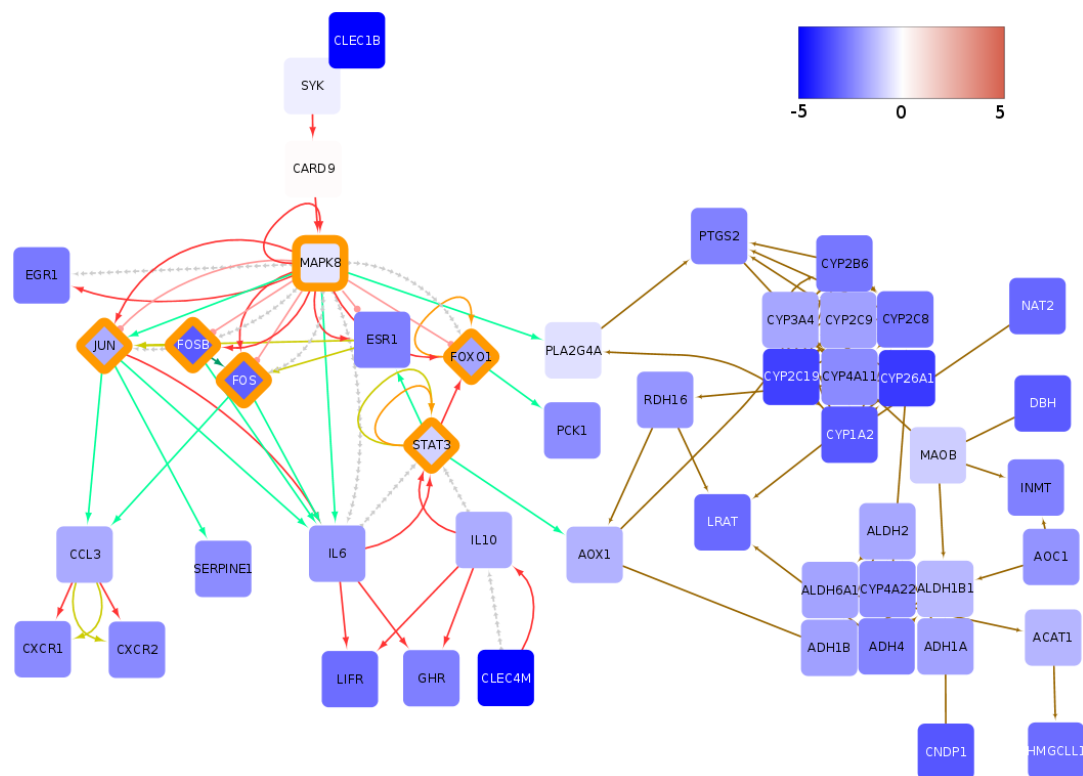 CLEC1B
SYK
-5
0
5
CARD9
PTGS2
MAPK8
CYP2B6
EGR1
NAT2
CYP3A4
CYP2C9
CYP2C8
JUN
FOSB
ESR1
FOXO1
PLA2G4A
FOS
CYP2C19
CYP4A11
CYP26A1
RDH16
DBH
PCK1
CYP1A2
STAT3
MAOB
INMT
LRAT
ALDH2
CCL3
IL6
IL10
AOX1
SERPINE1
AOC1
ALDH6A1
CYP4A22
ALDH1B1
CXCR1
CXCR2
ADH1B
ADH4
ADH1A
ACAT1
LIFR
GHR
CLEC4M
CNDP1
HMGCLL1